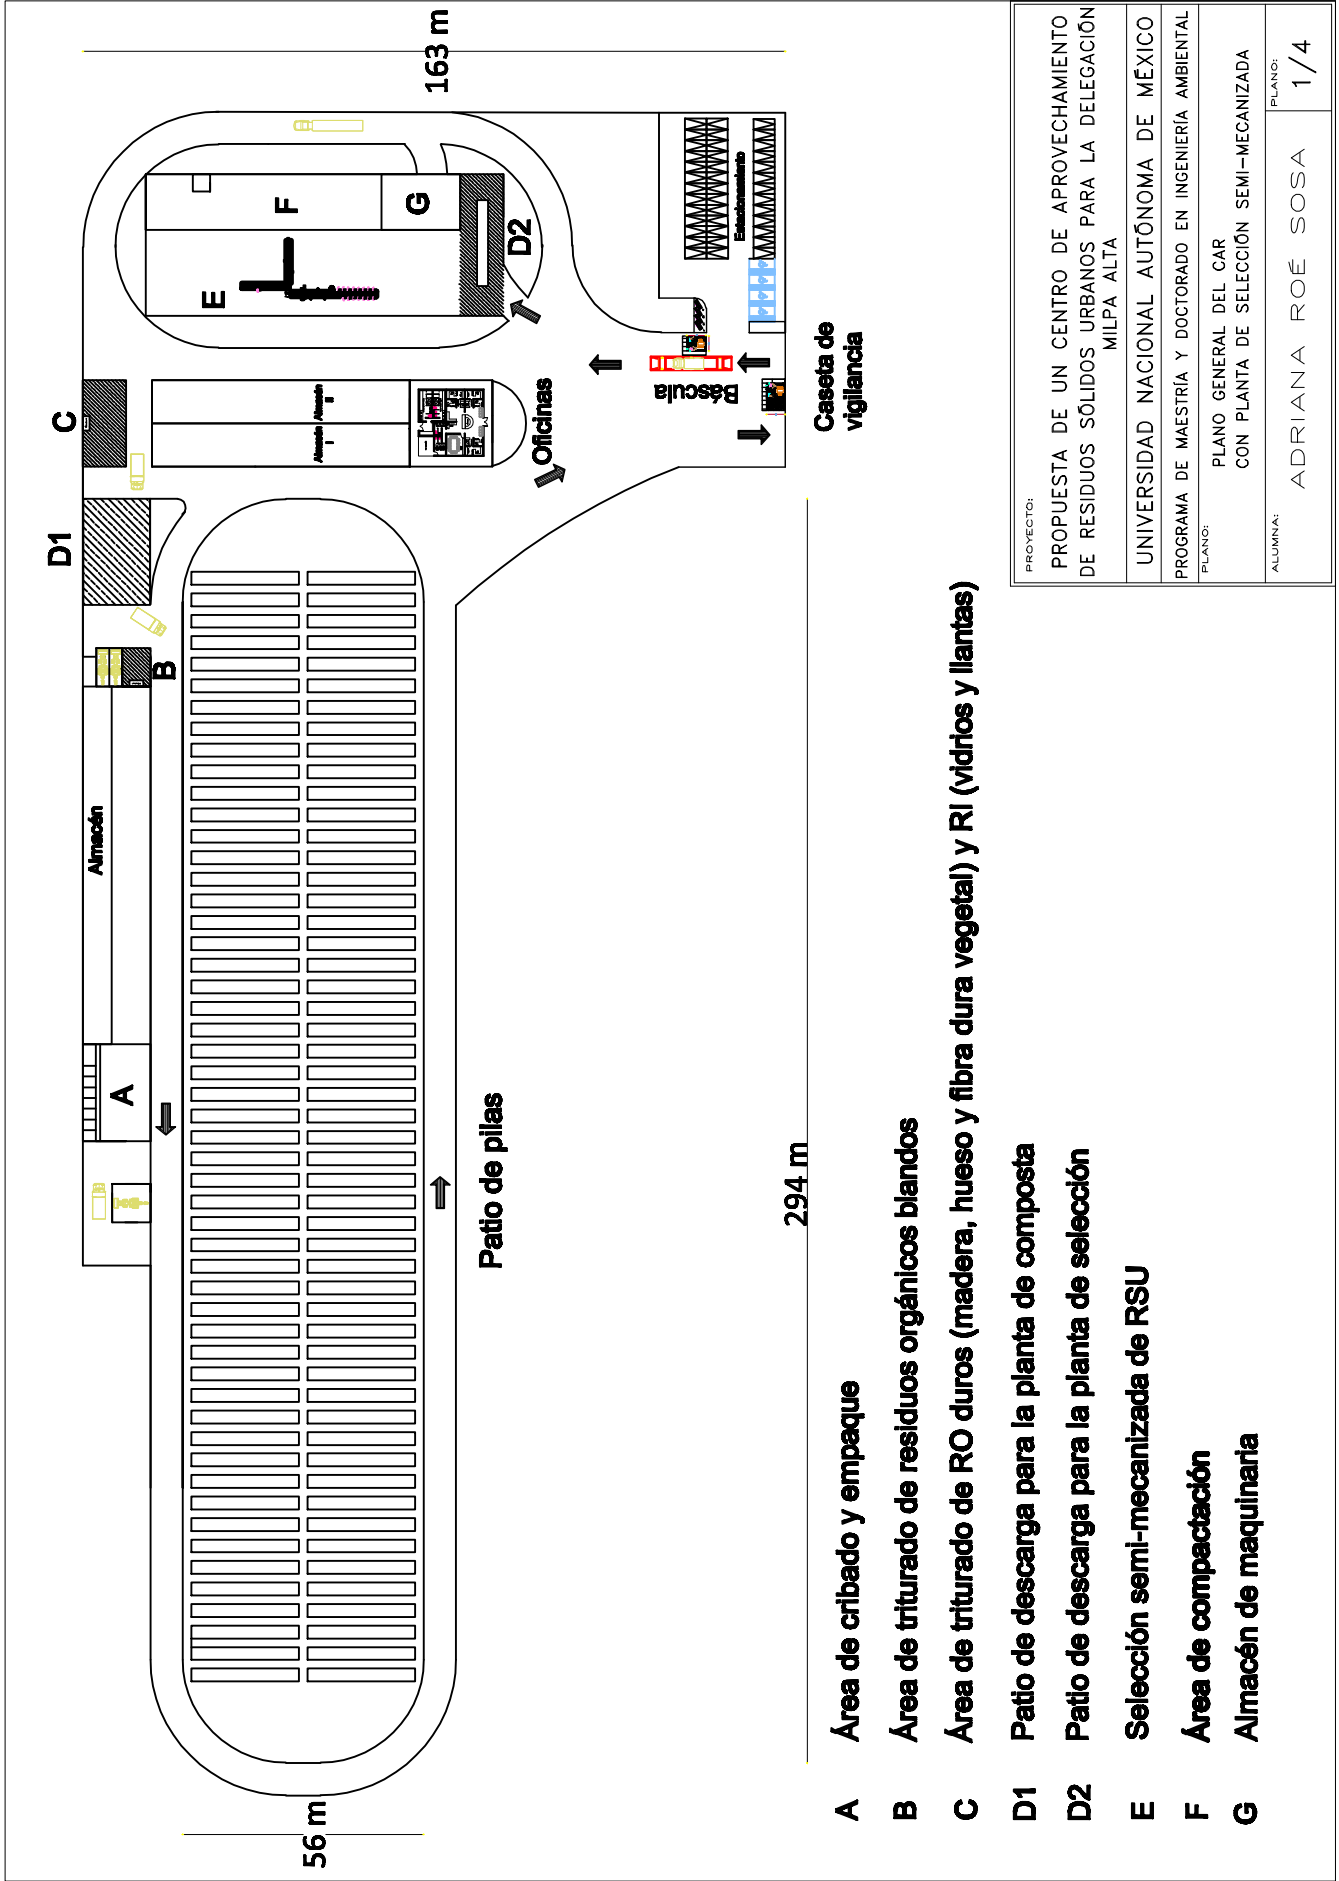 163 m
C
D1
B
Almacén
A
E
F
G
D2
Almacén
I
Almacén
II
Oficinas
Báscula
Estacionamiento
Caseta de
vigilancia
Patio de pilas
294 m
56 m
A Área de cribado y empaque
B Área de triturado de residuos orgánicos blandos
C Área de triturado de RO duros (madera, hueso y fibra dura vegetal) y RI (vidrios y llantas)
D1 Patio de descarga para la planta de composta
D2 Patio de descarga para la planta de selección
E Selección semi-mecanizada de RSU
F Área de compactación
G Almacén de maquinaria
PROYECTO:
PROPUESTA DE UN CENTRO DE APROVECHAMIENTO
DE RESIDUOS SÓLIDOS URBANOS PARA LA DELEGACIÓN
MILPA ALTA
UNIVERSIDAD NACIONAL AUTÓNOMA DE MÉXICO
PROGRAMA DE MAESTRÍA Y DOCTORADO EN INGENIERÍA AMBIENTAL
PLANO:
PLANO GENERAL DEL CAR
CON PLANTA DE SELECCIÓN SEMI-MECANIZADA
ALUMNA:
ADRIANA ROÉ SOSA
PLANO:
1/4